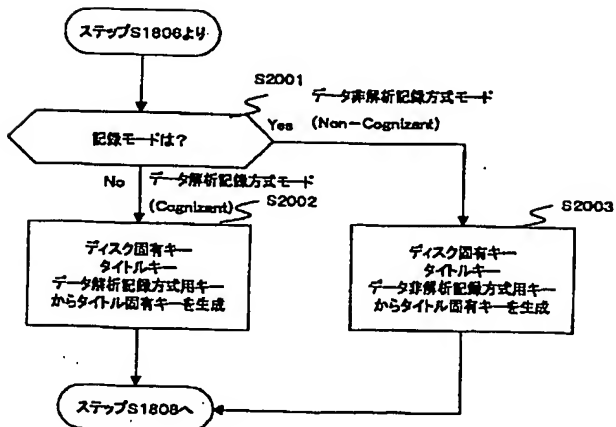 ステップS1806より
S2001
データ非解析記録方式モード
(Non-Cognizant)
記録モードは?
Yes
No
データ解析記録方式モード
(Cognizant)
S2002
S2003
ディスク固有キー
タイトルキー
データ解析記録方式用キー
からタイトル固有キーを生成
ディスク固有キー
タイトルキー
データ非解析記録方式用キー
からタイトル固有キーを生成
ステップS1808へ